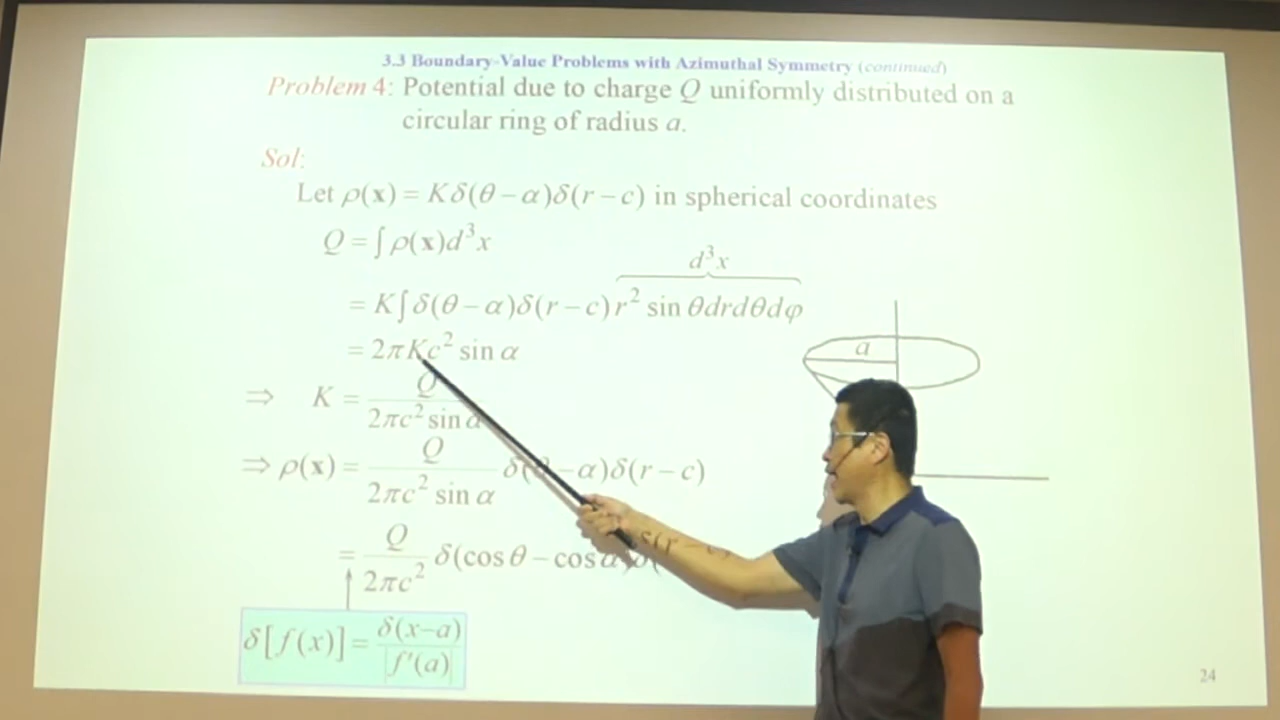 3.3 Boundary-Value Problems with Azimuthal Symmetry (continued)
Problem 4: Potential due to charge Q uniformly distributed on a
circular ring of radius a.
Sol:
Let ρ(x) = Kδ(θ − α)δ(r − c) in spherical coordinates
Q = ∫ρ(x)d³x
d³x
= K∫δ(θ − α)δ(r − c) r² sin θdrdθdφ
= 2πKc² sin α
a
⇒ K = Q / 2πc² sin α
⇒ ρ(x) = Q / 2πc² sin α δ(θ − α)δ(r − c)
= Q / 2πc² δ(cos θ − cos α)δ(r − c)
δ[f(x)] = δ(x−a) / |f′(a)|
24